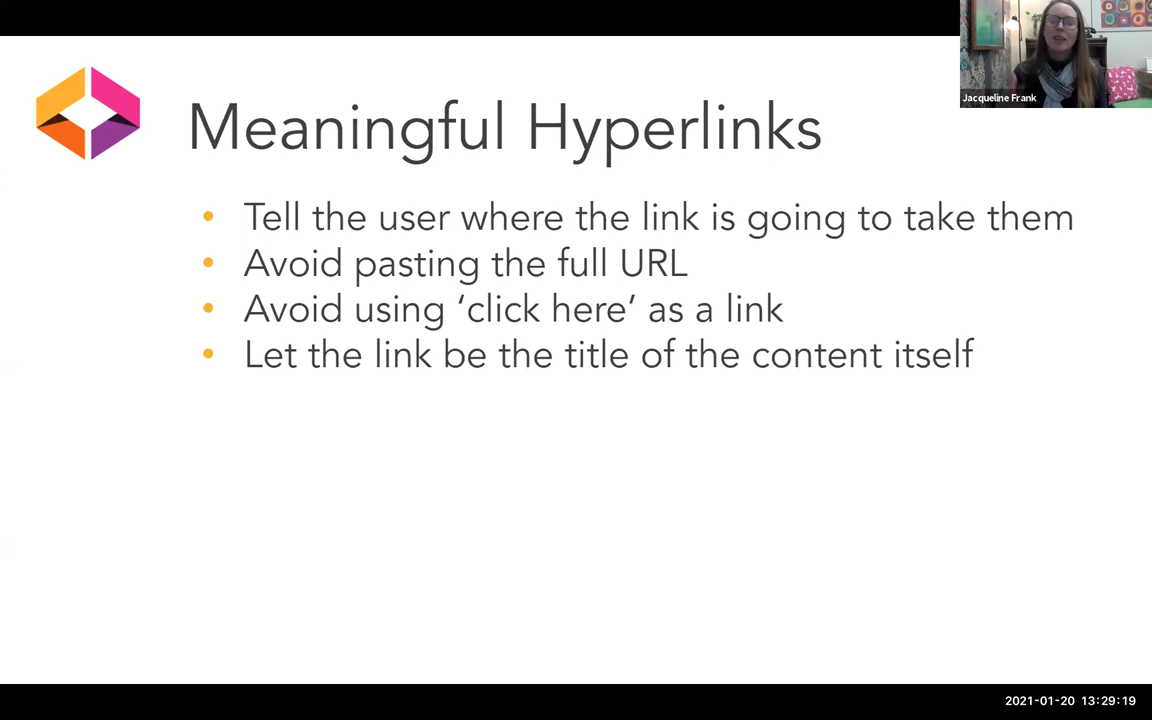 Jacqueline Frank
Meaningful Hyperlinks
• Tell the user where the link is going to take them
• Avoid pasting the full URL
• Avoid using ‘click here’ as a link
• Let the link be the title of the content itself
2021-01-20 13:29:19